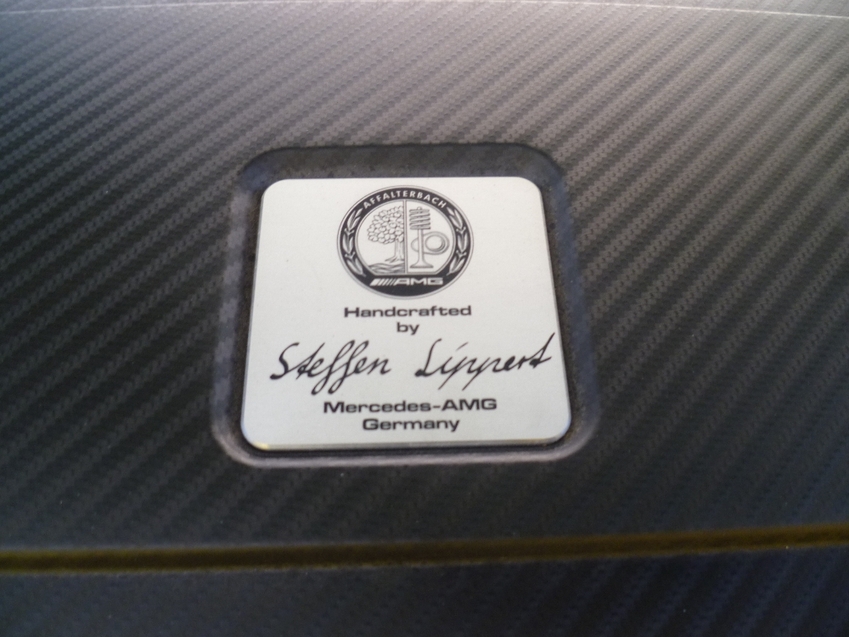 AFFALTERBACH
AMG
Handcrafted
by
Steffen Lippert
Mercedes-AMG
Germany